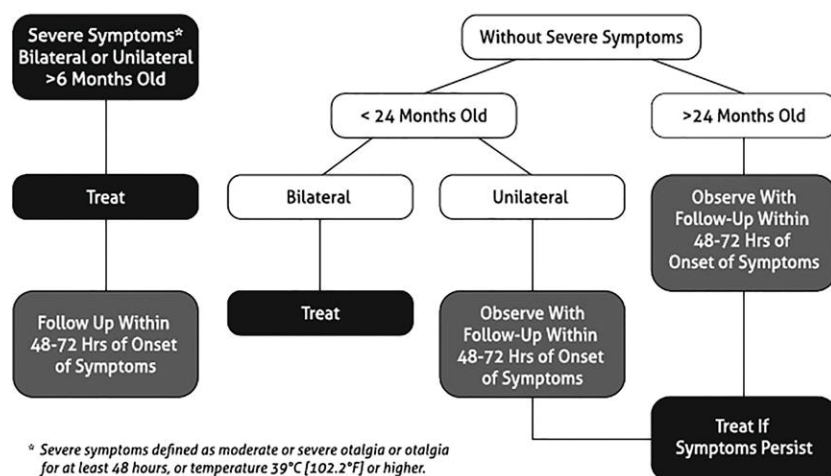 Severe Symptoms*
Bilateral or Unilateral
>6 Months Old
Without Severe Symptoms
< 24 Months Old
>24 Months Old
Treat
Bilateral
Unilateral
Observe With
Follow-Up Within
48-72 Hrs of
Onset of Symptoms
Follow Up Within
48-72 Hrs of Onset
of Symptoms
Treat
Observe With
Follow-Up Within
48-72 Hrs of Onset
of Symptoms
Treat If
Symptoms Persist
* Severe symptoms defined as moderate or severe otalgia or otalgia
for at least 48 hours, or temperature 39°C [102.2°F] or higher.